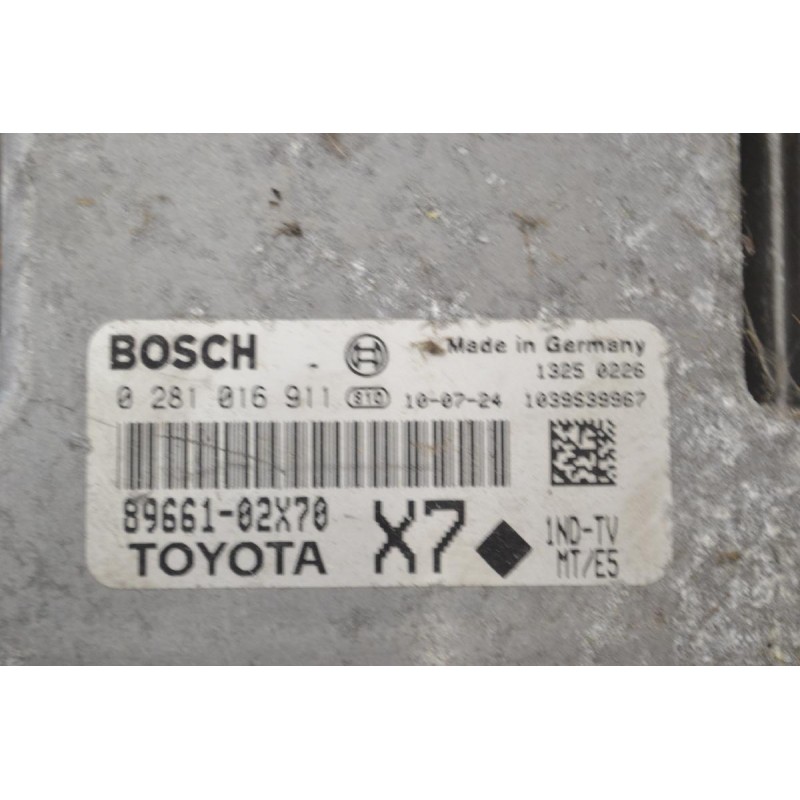 BOSCH Made in Germany
1325 0226
0 281 016 911 S10 10-07-24 1039S39967
89661-02X70 X7 1ND-TV
TOYOTA MT/E5